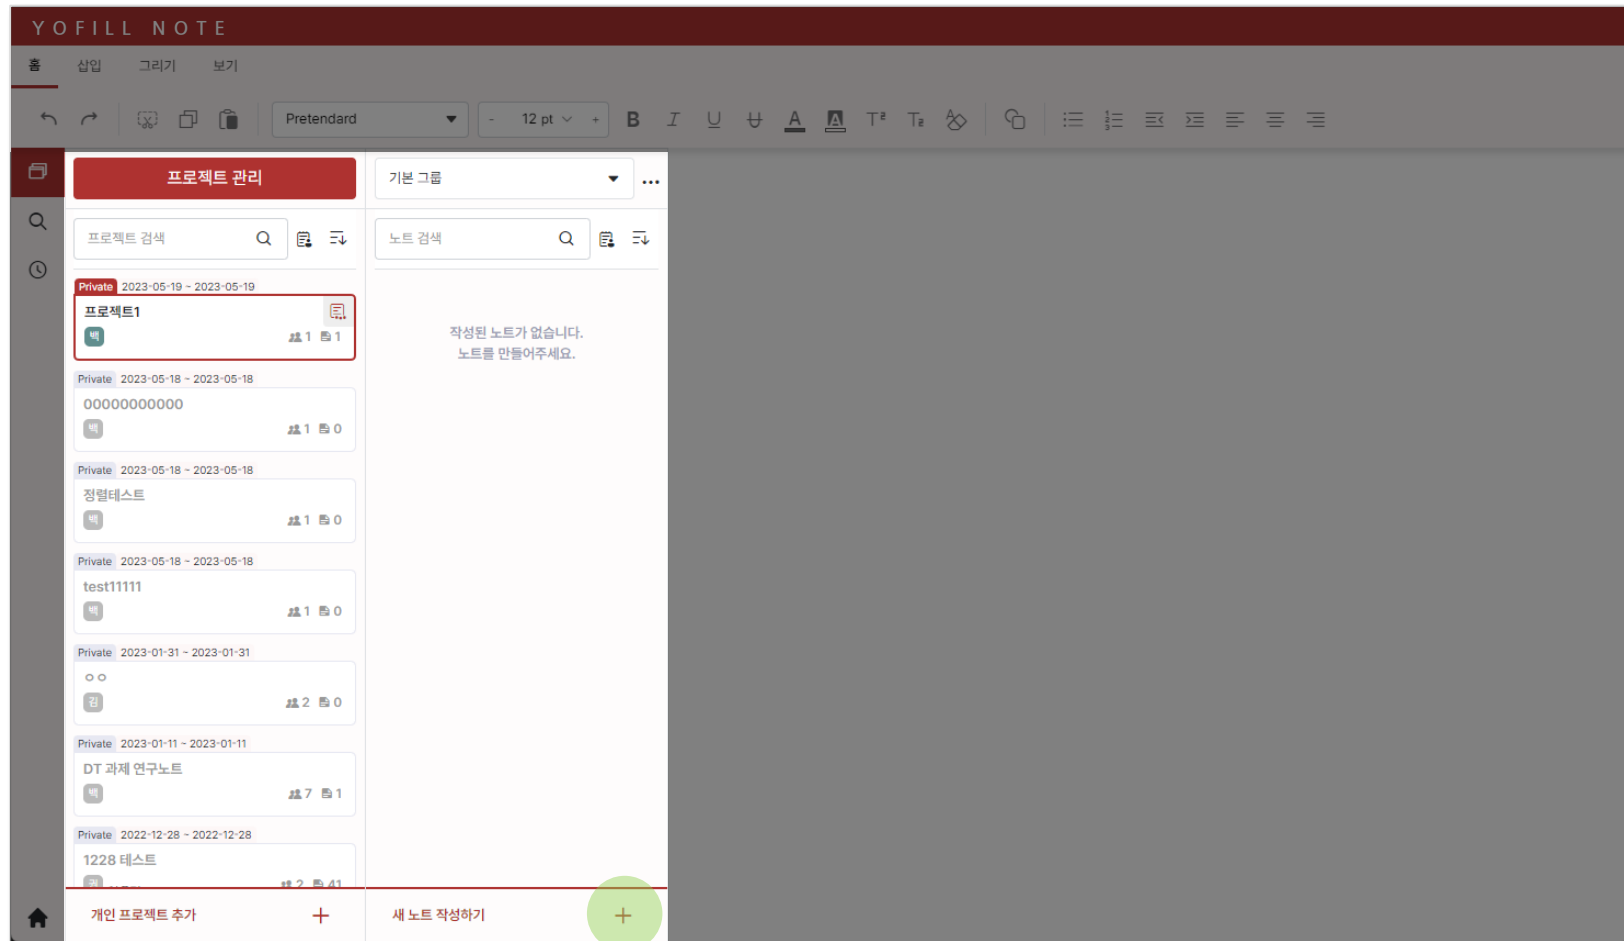 YOFILL NOTE
홈 삽입 그리기 보기
Pretendard - 12 pt +
프로젝트 관리
프로젝트 검색
Private 2023-05-19 ~ 2023-05-19
프로젝트1
백 1 1
Private 2023-05-18 ~ 2023-05-18
00000000000
백 1 0
Private 2023-05-18 ~ 2023-05-18
정렬테스트
백 1 0
Private 2023-05-18 ~ 2023-05-18
test11111
백 1 0
Private 2023-01-31 ~ 2023-01-31
ㅇㅇ
김 2 0
Private 2023-01-11 ~ 2023-01-11
DT 과제 연구노트
백 7 1
Private 2022-12-28 ~ 2022-12-28
1228 테스트
권 2 41
개인 프로젝트 추가 +
기본 그룹 ...
노트 검색
작성된 노트가 없습니다.
노트를 만들어주세요.
새 노트 작성하기 +